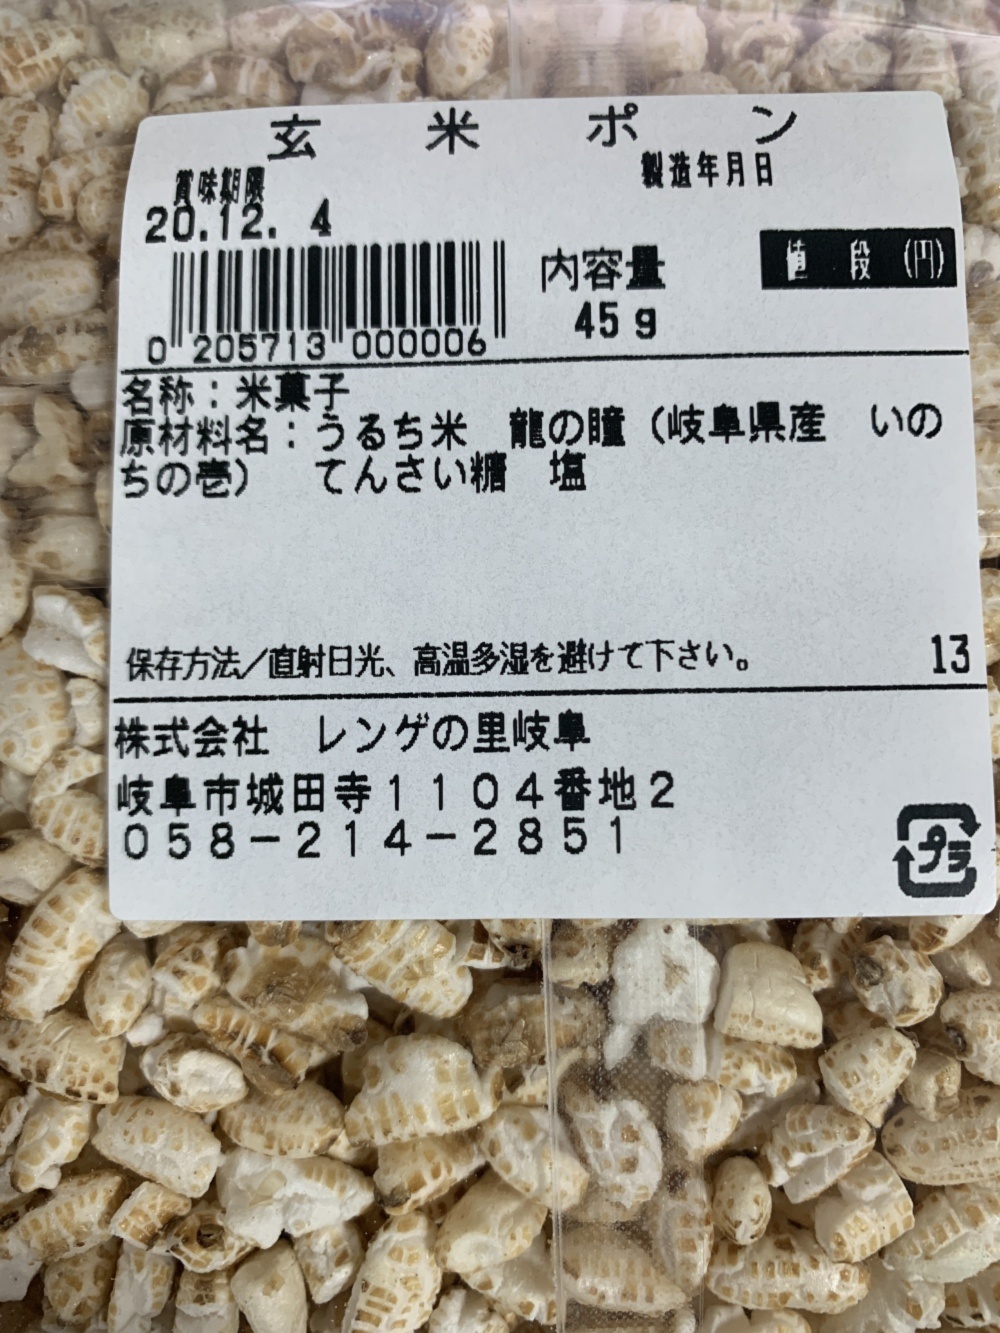 玄米ポン
賞味期限
製造年月日
20.12. 4
内容量
値段(円)
45g
0 205713 000006
名称：米菓子
原材料名：うるち米　龍の瞳（岐阜県産　いの
ちの壱）　てんさい糖　塩
保存方法／直射日光、高温多湿を避けて下さい。
13
株式会社　レンゲの里岐阜
岐阜市城田寺１１０４番地２
０５８－２１４－２８５１
プラ